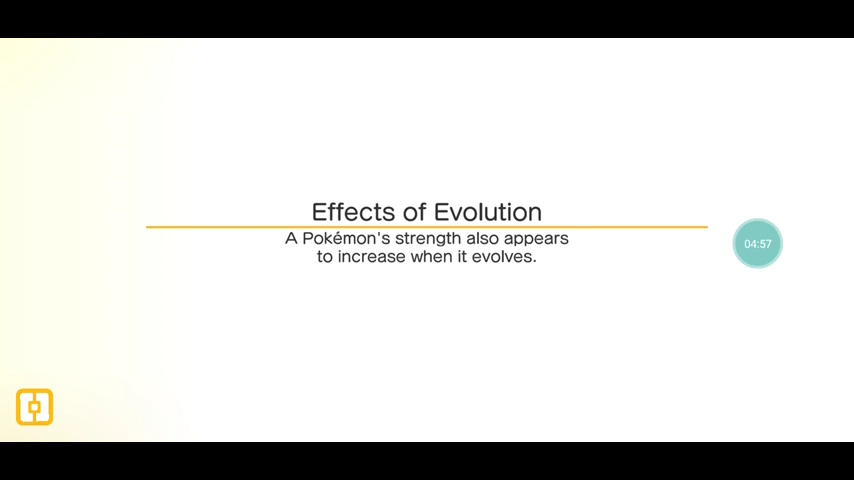 Effects of Evolution
A Pokémon's strength also appears
to increase when it evolves.
04:57